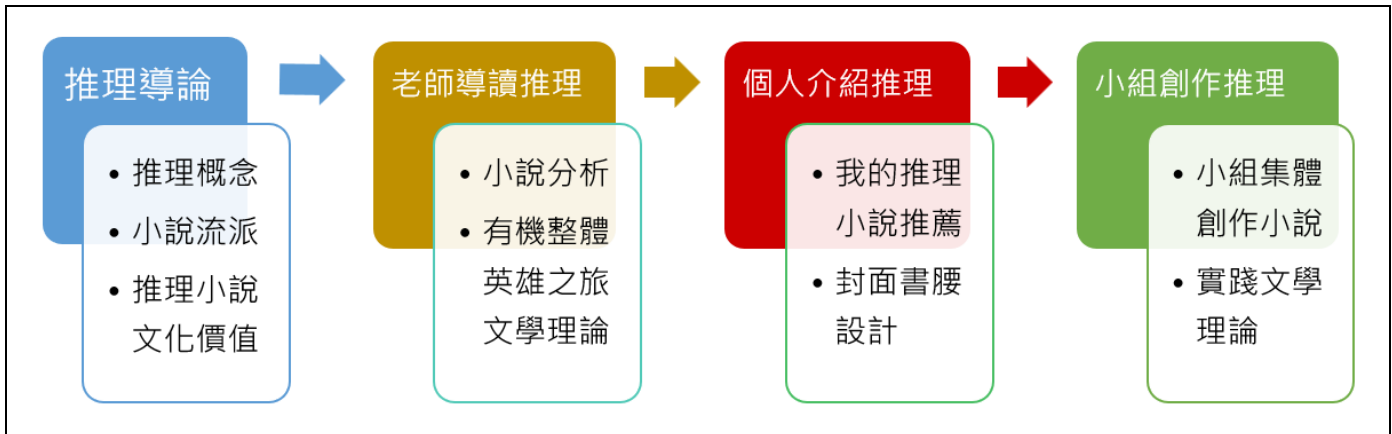 推理導論
• 推理概念
• 小說流派
• 推理小說
文化價值
老師導讀推理
• 小說分析
• 有機整體
英雄之旅
文學理論
個人介紹推理
• 我的推理
小說推薦
• 封面書腰
設計
小組創作推理
• 小組集體
創作小說
• 實踐文學
理論